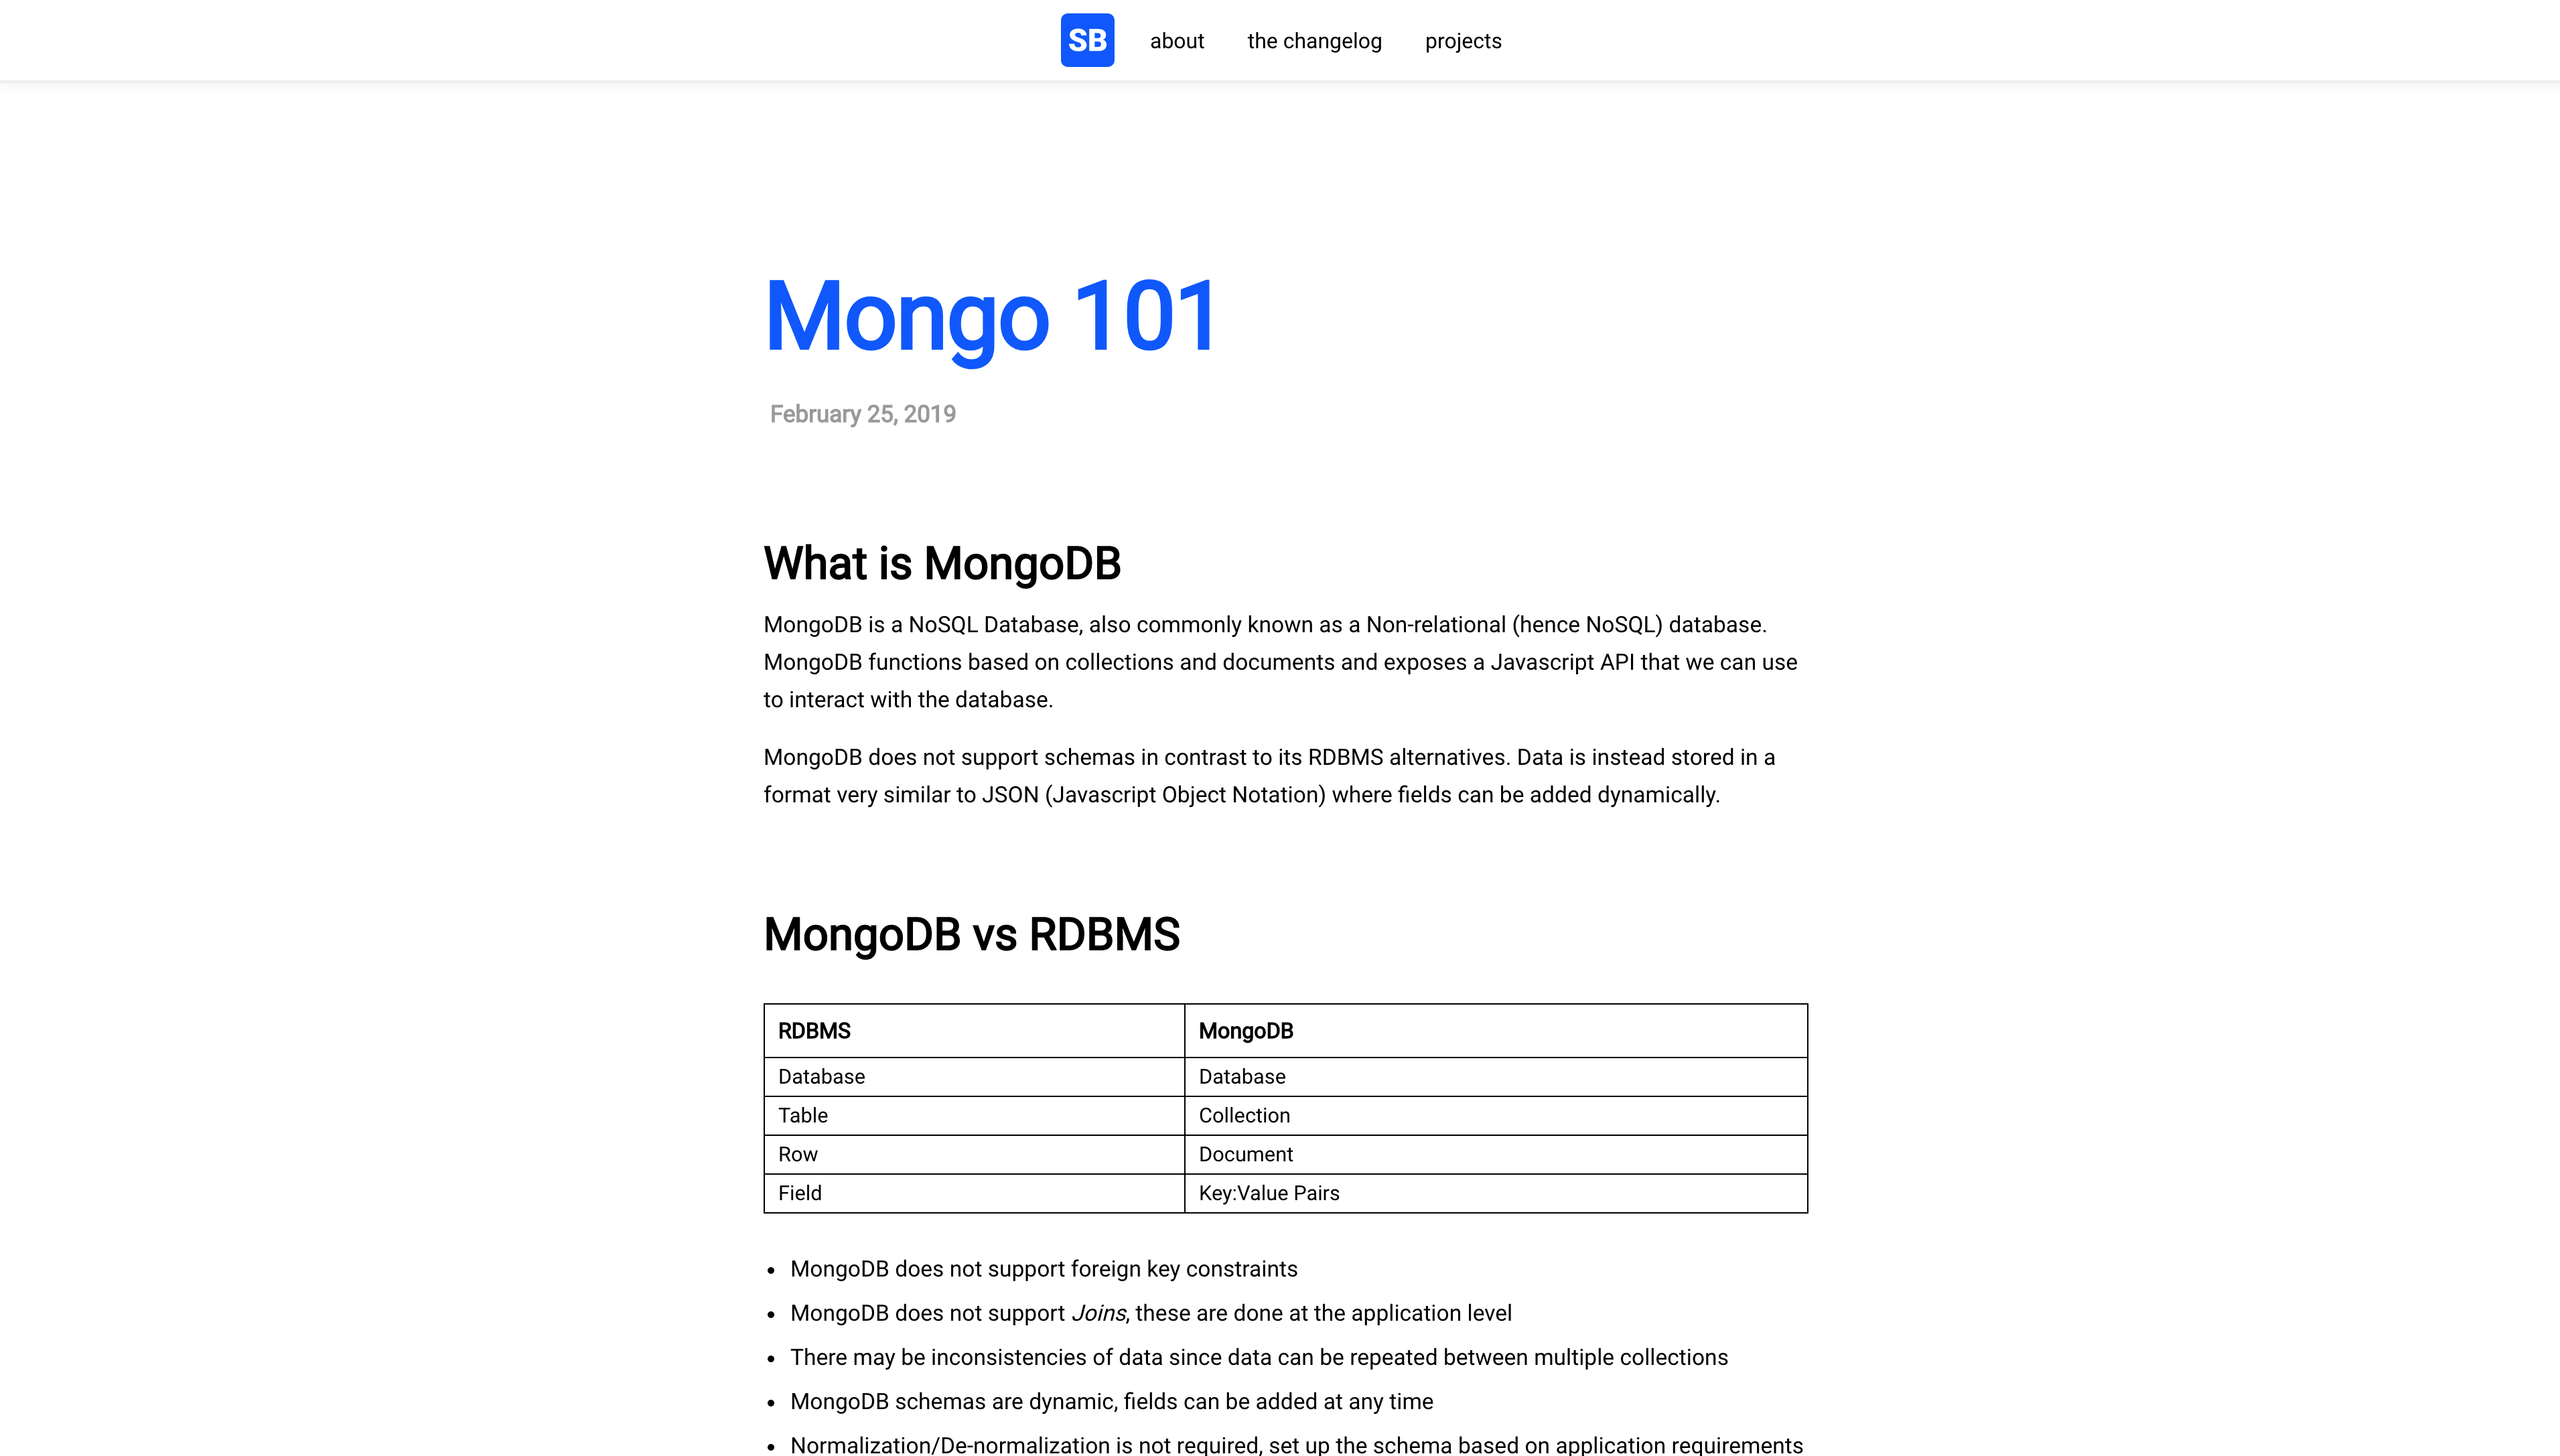 SB about the changelog projects
Mongo 101
February 25, 2019
What is MongoDB
MongoDB is a NoSQL Database, also commonly known as a Non-relational (hence NoSQL) database.
MongoDB functions based on collections and documents and exposes a Javascript API that we can use
to interact with the database.
MongoDB does not support schemas in contrast to its RDBMS alternatives. Data is instead stored in a
format very similar to JSON (Javascript Object Notation) where fields can be added dynamically.
MongoDB vs RDBMS
RDBMS MongoDB
Database Database
Table Collection
Row Document
Field Key:Value Pairs
• MongoDB does not support foreign key constraints
• MongoDB does not support Joins, these are done at the application level
• There may be inconsistencies of data since data can be repeated between multiple collections
• MongoDB schemas are dynamic, fields can be added at any time
• Normalization/De-normalization is not required, set up the schema based on application requirements